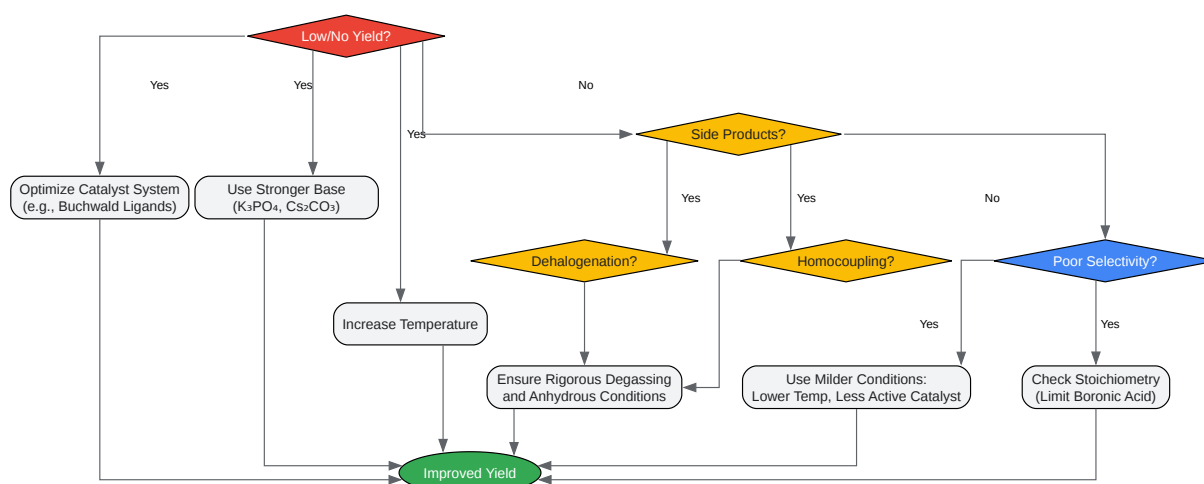 Low/No Yield?
Yes
Yes
No
Yes
Side Products?
Optimize Catalyst System
(e.g., Buchwald Ligands)
Use Stronger Base
(K₃PO₄, Cs₂CO₃)
Yes
Yes
No
Dehalogenation?
Homocoupling?
Poor Selectivity?
Increase Temperature
Yes
Yes
Ensure Rigorous Degassing
and Anhydrous Conditions
Use Milder Conditions:
Lower Temp, Less Active Catalyst
Check Stoichiometry
(Limit Boronic Acid)
Improved Yield